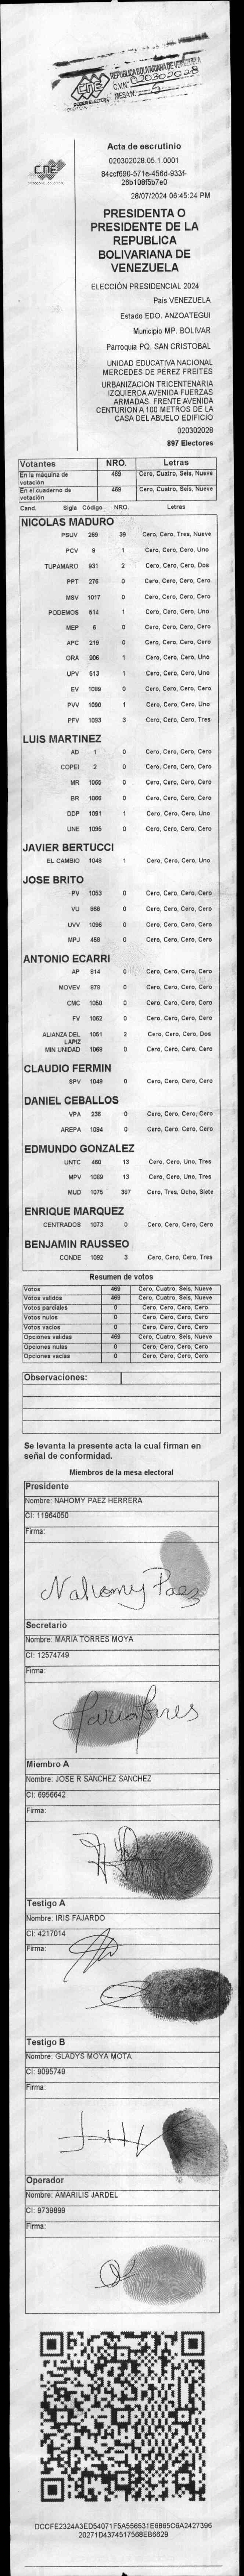 CNE
PODER ELECTORAL
REPUBLICA BOLIVARIANA DE VENEZUELA
C.V.N. 020302028
MESA N. 5
CNE
Acta de escrutinio
020302028.05.1.0001
84ccf690-571e-456d-933f-
26b108f5b7e0
28/07/2024 06:45:24 PM
PRESIDENTA O
PRESIDENTE DE LA
REPUBLICA
BOLIVARIANA DE
VENEZUELA
ELECCIÓN PRESIDENCIAL 2024
País VENEZUELA
Estado EDO. ANZOATEGUI
Municipio MP. BOLIVAR
Parroquia PQ. SAN CRISTOBAL
UNIDAD EDUCATIVA NACIONAL
MERCEDES DE PÉREZ FREITES
URBANIZACION TRICENTENARIA
IZQUIERDA AVENIDA FUERZAS
ARMADAS. FRENTE AVENIDA
CENTURION A 100 METROS DE LA
CASA DEL ABUELO EDIFICIO
020302028
897 Electores
Votantes NRO. Letras
En la máquina de votación 469 Cero, Cuatro, Seis, Nueve
En el cuaderno de votación 469 Cero, Cuatro, Seis, Nueve
Cand. Sigla Código NRO. Letras
NICOLAS MADURO
PSUV 269 39 Cero, Cero, Tres, Nueve
PCV 9 1 Cero, Cero, Cero, Uno
TUPAMARO 931 2 Cero, Cero, Cero, Dos
PPT 276 0 Cero, Cero, Cero, Cero
MSV 1017 0 Cero, Cero, Cero, Cero
PODEMOS 514 1 Cero, Cero, Cero, Uno
MEP 6 0 Cero, Cero, Cero, Cero
APC 219 0 Cero, Cero, Cero, Cero
ORA 906 1 Cero, Cero, Cero, Uno
UPV 513 1 Cero, Cero, Cero, Uno
EV 1089 0 Cero, Cero, Cero, Cero
PVV 1090 1 Cero, Cero, Cero, Uno
PFV 1093 3 Cero, Cero, Cero, Tres
LUIS MARTINEZ
AD 1 0 Cero, Cero, Cero, Cero
COPEI 2 0 Cero, Cero, Cero, Cero
MR 1065 0 Cero, Cero, Cero, Cero
BR 1066 0 Cero, Cero, Cero, Cero
DDP 1091 1 Cero, Cero, Cero, Uno
UNE 1095 0 Cero, Cero, Cero, Cero
JAVIER BERTUCCI
EL CAMBIO 1048 1 Cero, Cero, Cero, Uno
JOSE BRITO
PV 1053 0 Cero, Cero, Cero, Cero
VU 868 0 Cero, Cero, Cero, Cero
UVV 1096 0 Cero, Cero, Cero, Cero
MPJ 458 0 Cero, Cero, Cero, Cero
ANTONIO ECARRI
AP 814 0 Cero, Cero, Cero, Cero
MOVEV 879 0 Cero, Cero, Cero, Cero
CMC 1050 0 Cero, Cero, Cero, Cero
FV 1052 0 Cero, Cero, Cero, Cero
ALIANZA DEL LAPIZ 1051 2 Cero, Cero, Cero, Dos
MIN UNIDAD 1069 0 Cero, Cero, Cero, Cero
CLAUDIO FERMIN
SPV 1049 0 Cero, Cero, Cero, Cero
DANIEL CEBALLOS
VPA 236 0 Cero, Cero, Cero, Cero
AREPA 1094 0 Cero, Cero, Cero, Cero
EDMUNDO GONZALEZ
UNTC 460 13 Cero, Cero, Uno, Tres
MPV 1069 13 Cero, Cero, Uno, Tres
MUD 1075 387 Cero, Tres, Ocho, Siete
ENRIQUE MARQUEZ
CENTRADOS 1073 0 Cero, Cero, Cero, Cero
BENJAMIN RAUSSEO
CONDE 1092 3 Cero, Cero, Cero, Tres
Resumen de votos
Votos 469 Cero, Cuatro, Seis, Nueve
Votos validos 469 Cero, Cuatro, Seis, Nueve
Votos parciales 0 Cero, Cero, Cero, Cero
Votos nulos 0 Cero, Cero, Cero, Cero
Votos vacíos 0 Cero, Cero, Cero, Cero
Opciones validas 469 Cero, Cuatro, Seis, Nueve
Opciones nulas 0 Cero, Cero, Cero, Cero
Opciones vacias 0 Cero, Cero, Cero, Cero
Observaciones:
Se levanta la presente acta la cual firman en
señal de conformidad.
Miembros de la mesa electoral
Presidente
Nombre: NAHOMY PAEZ HERRERA
CI: 11964050
Firma:
Nahomy Paez
Secretario
Nombre: MARIA TORRES MOYA
CI: 12574749
Firma:
Maria Torres
Miembro A
Nombre: JOSE R SANCHEZ SANCHEZ
CI: 6956642
Firma:
Testigo A
Nombre: IRIS FAJARDO
CI: 4217014
Firma:
Testigo B
Nombre: GLADYS MOYA MOTA
CI: 9095749
Firma:
Operador
Nombre: AMARILIS JARDEL
CI: 9739899
Firma:
DCCFE2324A3ED54071F5A556531E6865C6A2427396
20271D4374517568EB6629